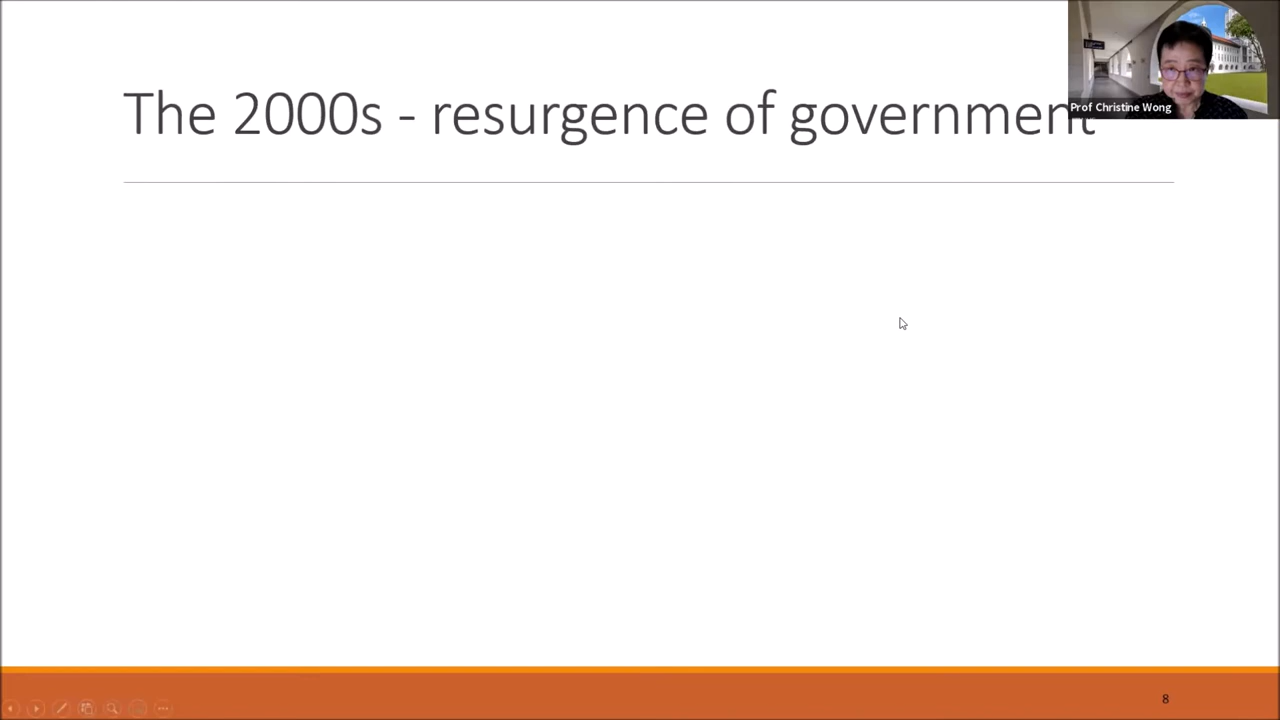 The 2000s - resurgence of government
Prof Christine Wong
8